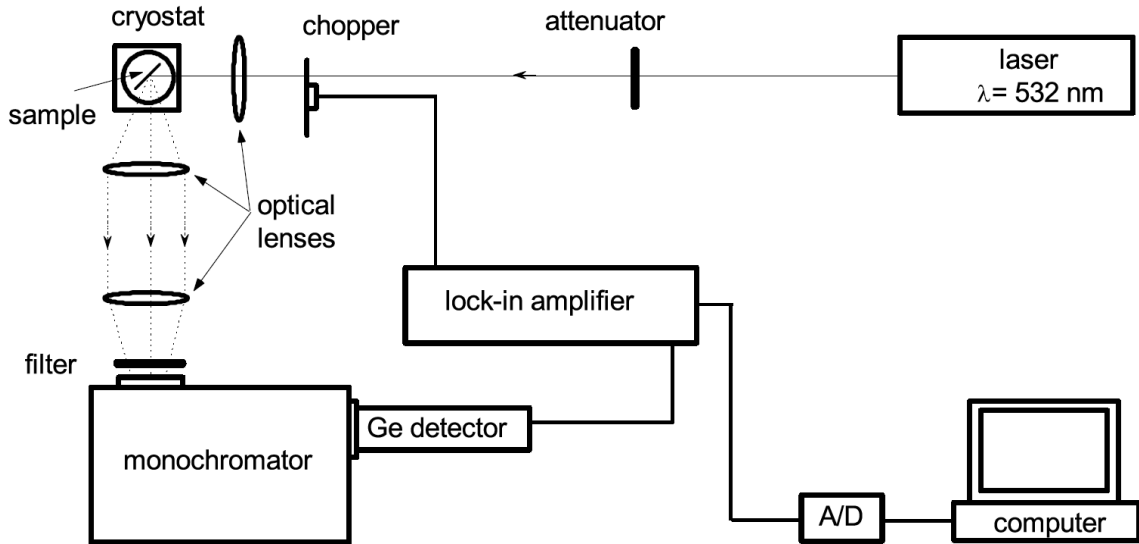 cryostat
chopper
attenuator
laser
λ= 532 nm
sample
optical
lenses
lock-in amplifier
filter
Ge detector
monochromator
A/D
computer